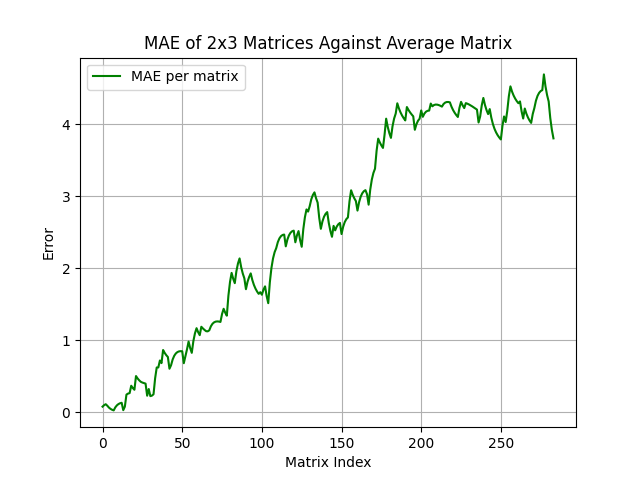 MAE of 2x3 Matrices Against Average Matrix
MAE per matrix
Error
4
3
2
1
0
0 50 100 150 200 250
Matrix Index